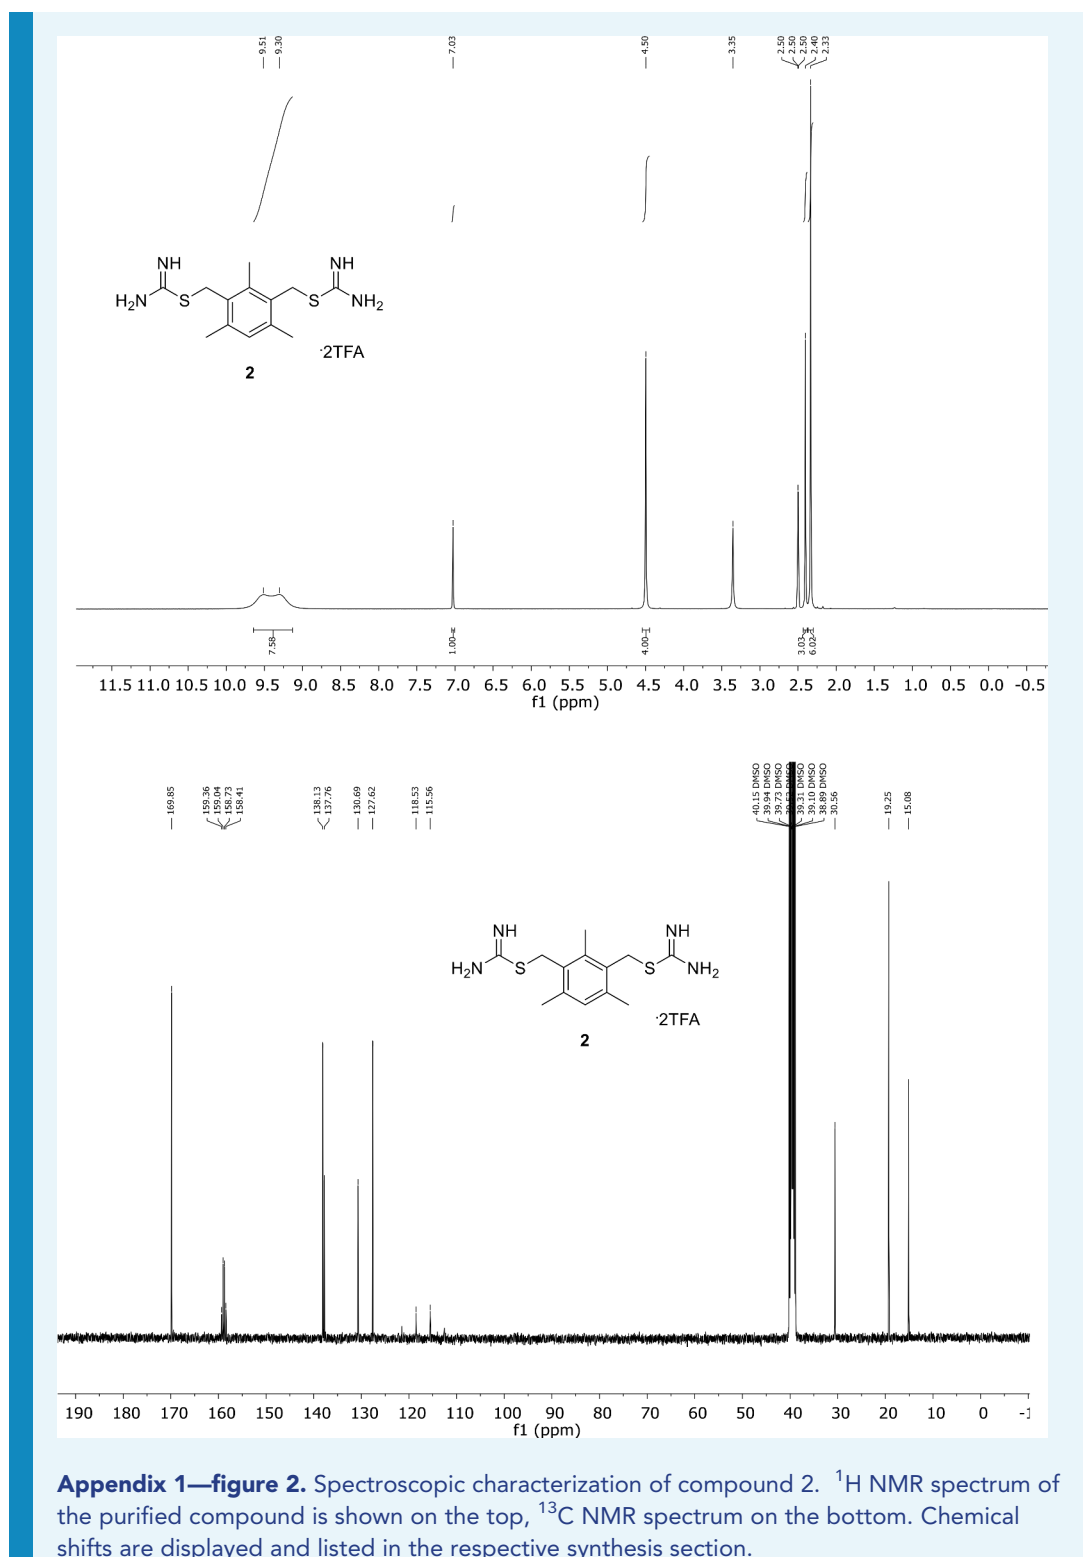 9.51
9.30
7.03
4.50
3.35
2.50
2.50
2.50
2.40
2.33
NH
NH
H₂N
S
S
NH₂
·2TFA
2
7.58
1.00
4.00
3.03
6.02
11.5 11.0 10.5 10.0 9.5 9.0 8.5 8.0 7.5 7.0 6.5 6.0 5.5 5.0 4.5 4.0 3.5 3.0 2.5 2.0 1.5 1.0 0.5 0.0 -0.5
f1 (ppm)
169.85
159.36
159.04
158.73
158.41
138.13
137.76
130.69
127.62
118.53
115.56
40.15 DMSO
39.94 DMSO
39.73 DMSO
39.52 DMSO
39.31 DMSO
39.10 DMSO
38.89 DMSO
30.56
19.25
15.08
NH
NH
H₂N
S
S
NH₂
·2TFA
2
190 180 170 160 150 140 130 120 110 100 90 80 70 60 50 40 30 20 10 0 -1
f1 (ppm)
Appendix 1—figure 2. Spectroscopic characterization of compound 2. ¹H NMR spectrum of
the purified compound is shown on the top, ¹³C NMR spectrum on the bottom. Chemical
shifts are displayed and listed in the respective synthesis section.